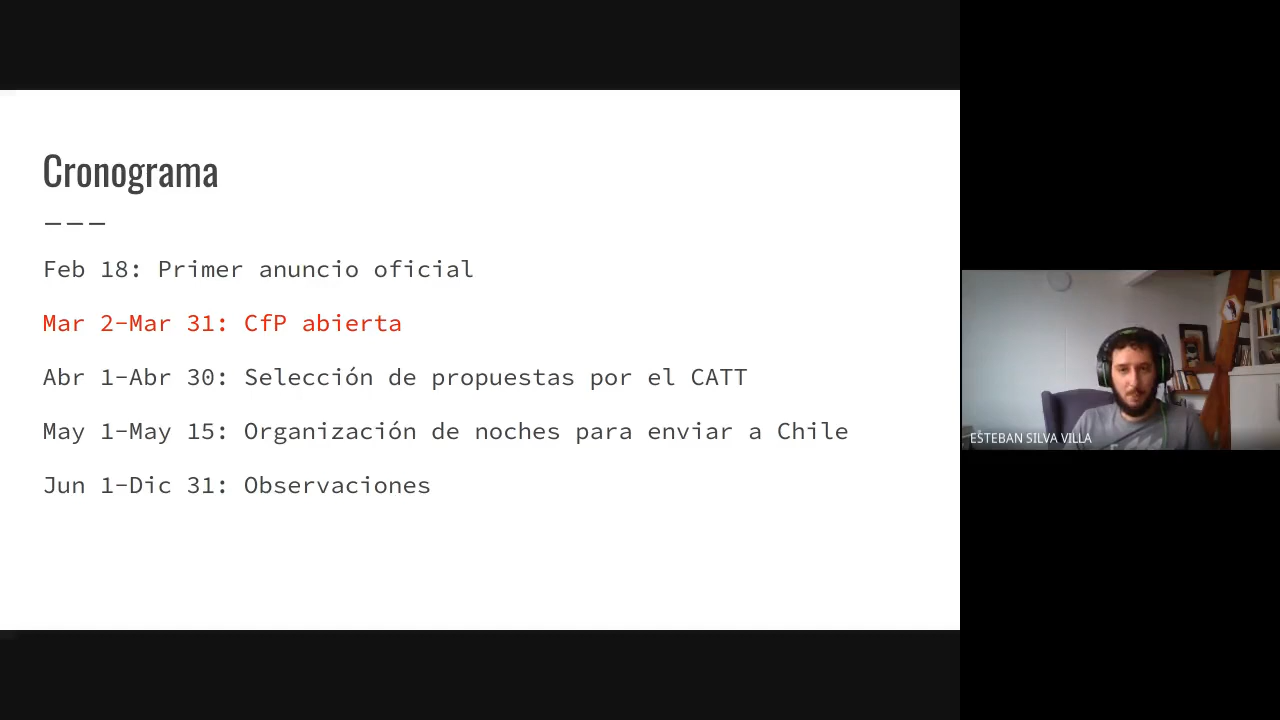 Cronograma
———
Feb 18: Primer anuncio oficial
Mar 2-Mar 31: CfP abierta
Abr 1-Abr 30: Selección de propuestas por el CATT
May 1-May 15: Organización de noches para enviar a Chile
Jun 1-Dic 31: Observaciones
ESTEBAN SILVA VILLA